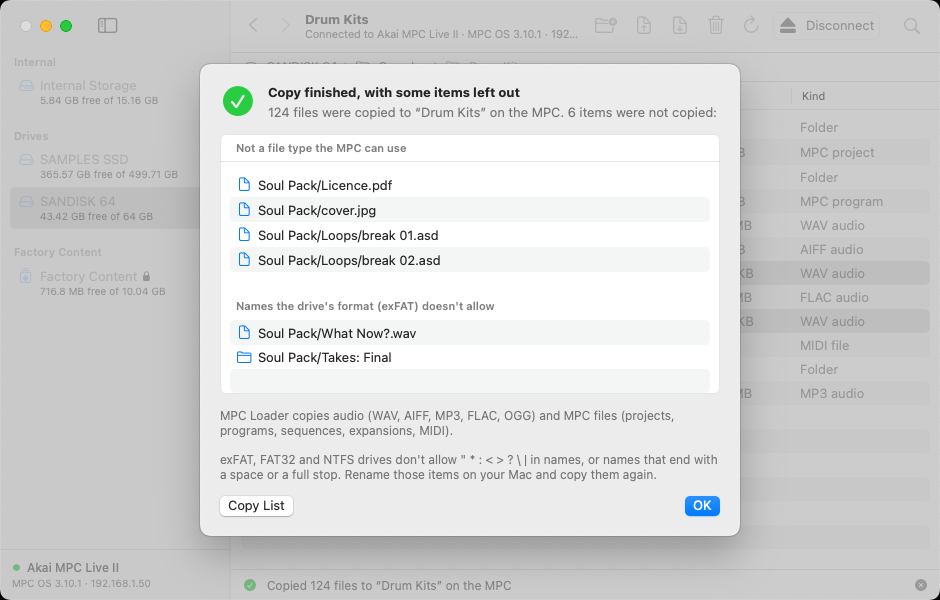 Drum Kits
Connected to Akai MPC Live II · MPC OS 3.10.1 · 192...
Disconnect
Internal
Internal Storage
5.84 GB free of 15.16 GB
Drives
SAMPLES SSD
365.57 GB free of 499.71 GB
SANDISK 64
43.42 GB free of 64 GB
Factory Content
Factory Content
716.8 MB free of 10.04 GB
Akai MPC Live II
MPC OS 3.10.1 · 192.168.1.50
Copy finished, with some items left out
124 files were copied to “Drum Kits” on the MPC. 6 items were not copied:
Not a file type the MPC can use
Soul Pack/Licence.pdf
Soul Pack/cover.jpg
Soul Pack/Loops/break 01.asd
Soul Pack/Loops/break 02.asd
Names the drive's format (exFAT) doesn't allow
Soul Pack/What Now?.wav
Soul Pack/Takes: Final
MPC Loader copies audio (WAV, AIFF, MP3, FLAC, OGG) and MPC files (projects,
programs, sequences, expansions, MIDI).
exFAT, FAT32 and NTFS drives don't allow " * : < > ? \ | in names, or names that end with
a space or a full stop. Rename those items on your Mac and copy them again.
Copy List
OK
Kind
Folder
MPC project
Folder
MPC program
WAV audio
AIFF audio
WAV audio
FLAC audio
WAV audio
MIDI file
Folder
MP3 audio
Copied 124 files to “Drum Kits” on the MPC